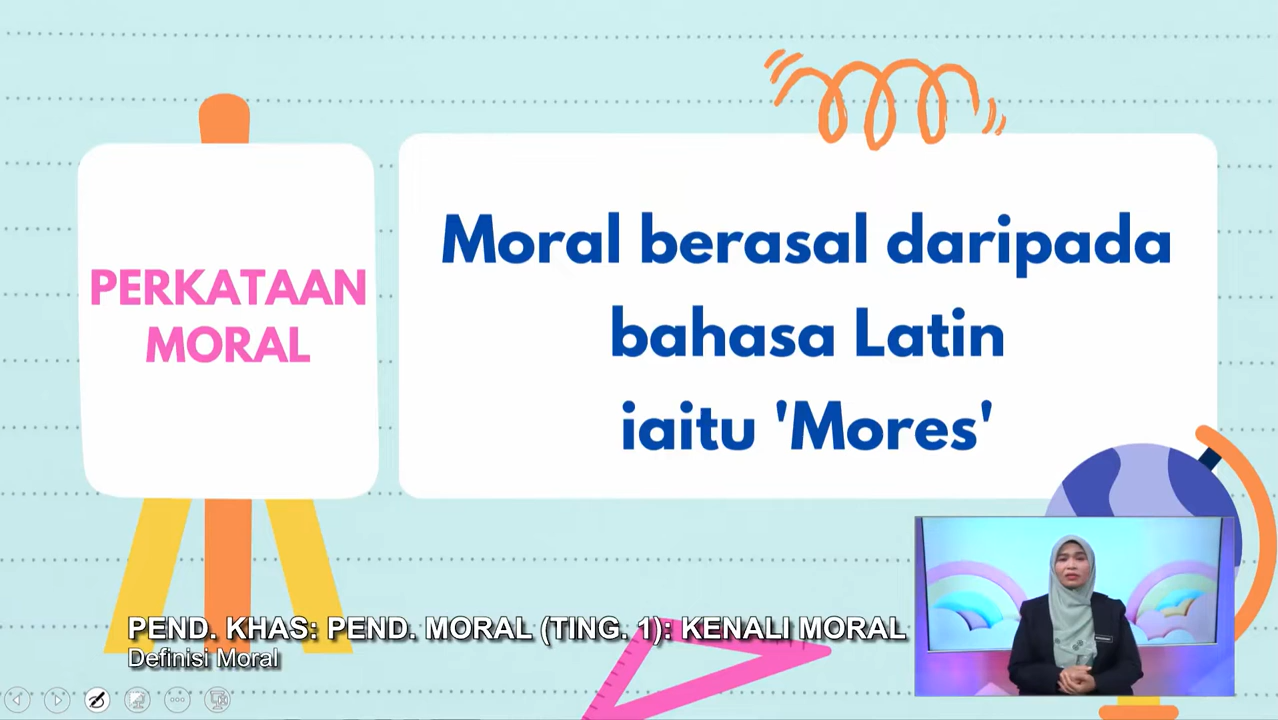 PERKATAAN
MORAL
Moral berasal daripada
bahasa Latin
iaitu 'Mores'
PEND. KHAS: PEND. MORAL (TING. 1): KENALI MORAL
Definisi Moral